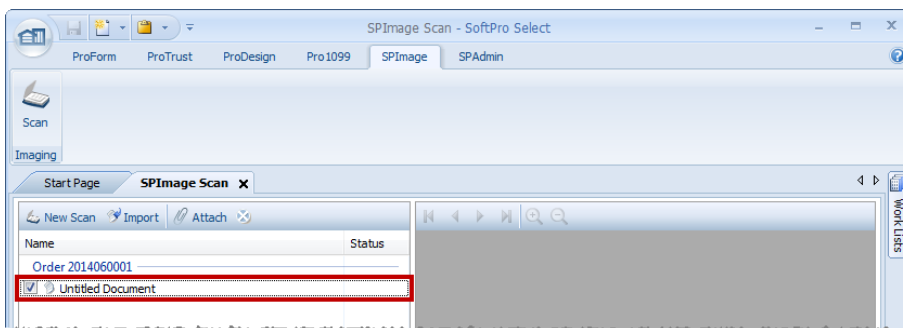 SPImage Scan - SoftPro Select
ProForm ProTrust ProDesign Pro1099 SPImage SPAdmin
Scan
Imaging
Start Page SPImage Scan
Work Lists
New Scan Import Attach
Name Status
Order 2014060001
Untitled Document